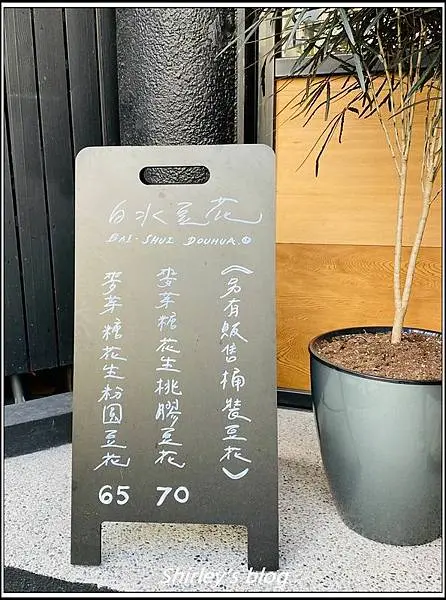 白水豆花
BAI-SHUI DOUHUA.
（另有販售桶裝豆花）
麥芽糖花生桃膠豆花 70
麥芽糖花生粉圓豆花 65
Shirley's blog